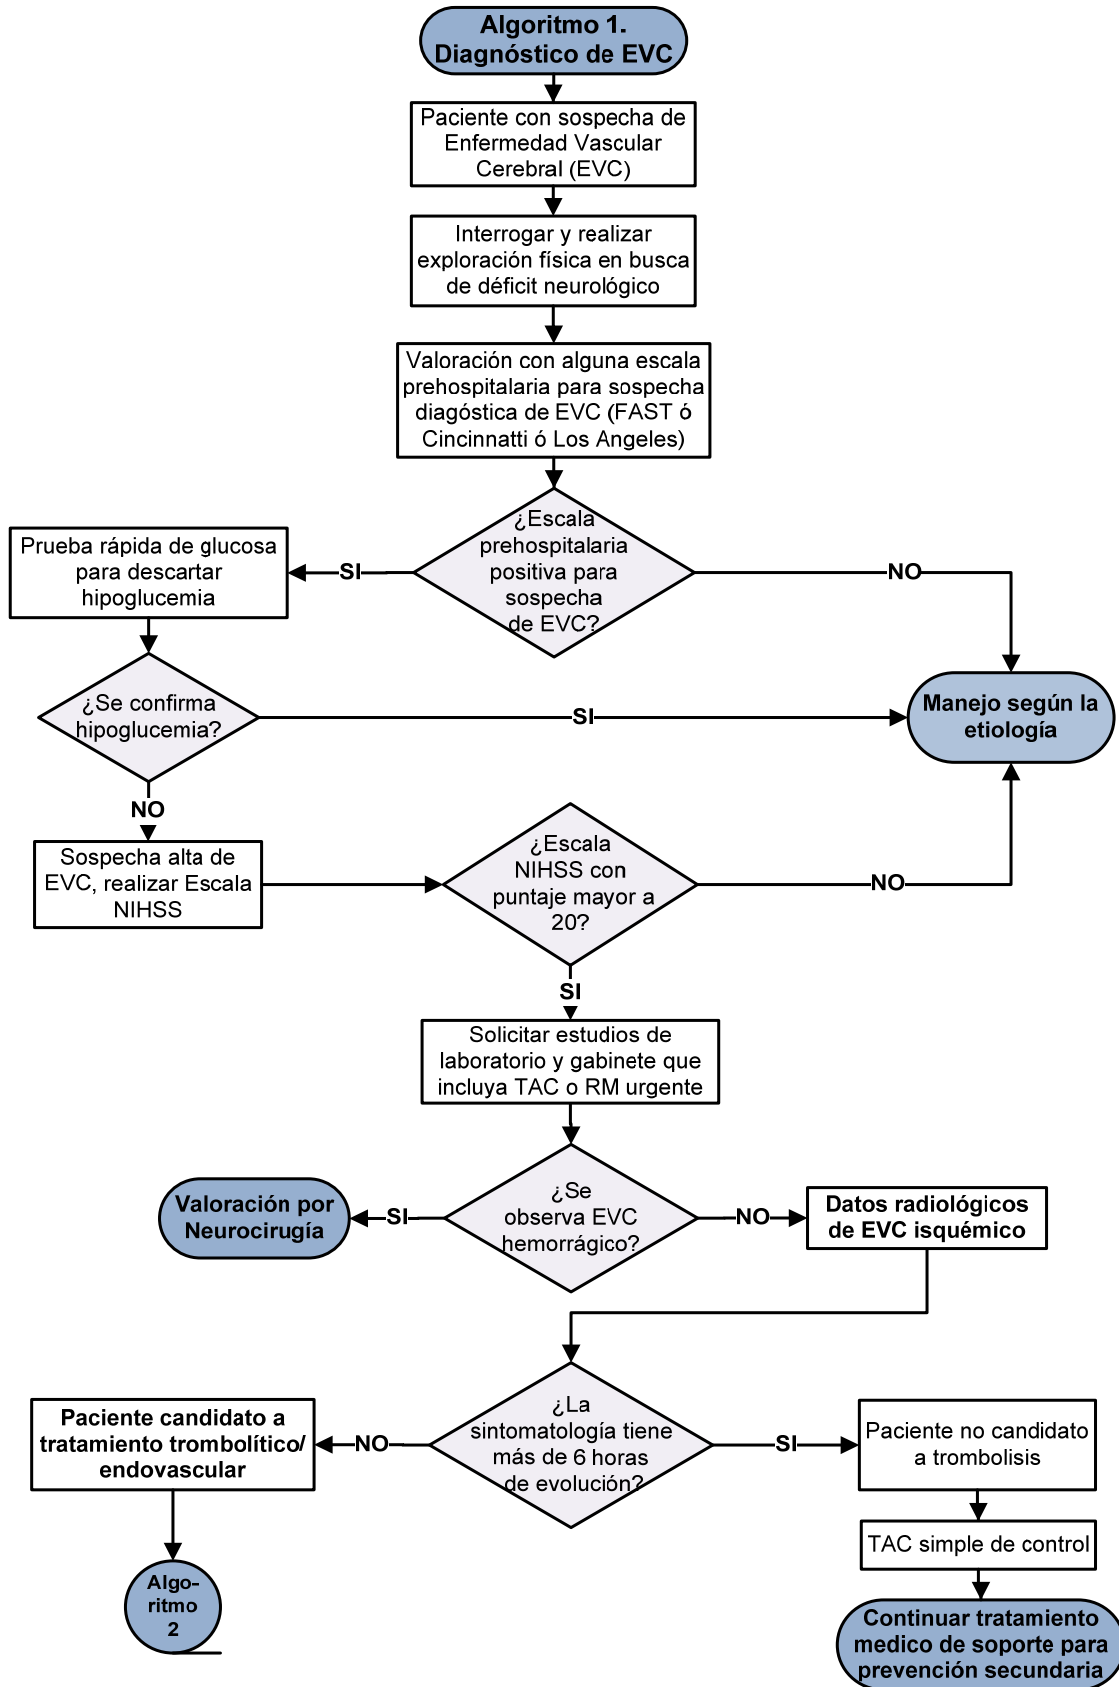 Algoritmo 1.
Diagnóstico de EVC
Paciente con sospecha de
Enfermedad Vascular
Cerebral (EVC)
Interrogar y realizar
exploración física en busca
de déficit neurológico
Valoración con alguna escala
prehospitalaria para sospecha
diagóstica de EVC (FAST ó
Cincinnatti ó Los Angeles)
¿Escala
prehospitalaria
positiva para
sospecha
de EVC?
SI
NO
Prueba rápida de glucosa
para descartar
hipoglucemia
¿Se confirma
hipoglucemia?
SI
NO
Manejo según la
etiología
Sospecha alta de
EVC, realizar Escala
NIHSS
¿Escala
NIHSS con
puntaje mayor a
20?
NO
SI
Solicitar estudios de
laboratorio y gabinete que
incluya TAC o RM urgente
¿Se
observa EVC
hemorrágico?
SI
NO
Valoración por
Neurocirugía
Datos radiológicos
de EVC isquémico
¿La
sintomatología tiene
más de 6 horas
de evolución?
NO
SI
Paciente candidato a
tratamiento trombolítico/
endovascular
Algo-
ritmo
2
Paciente no candidato
a trombolisis
TAC simple de control
Continuar tratamiento
medico de soporte para
prevención secundaria